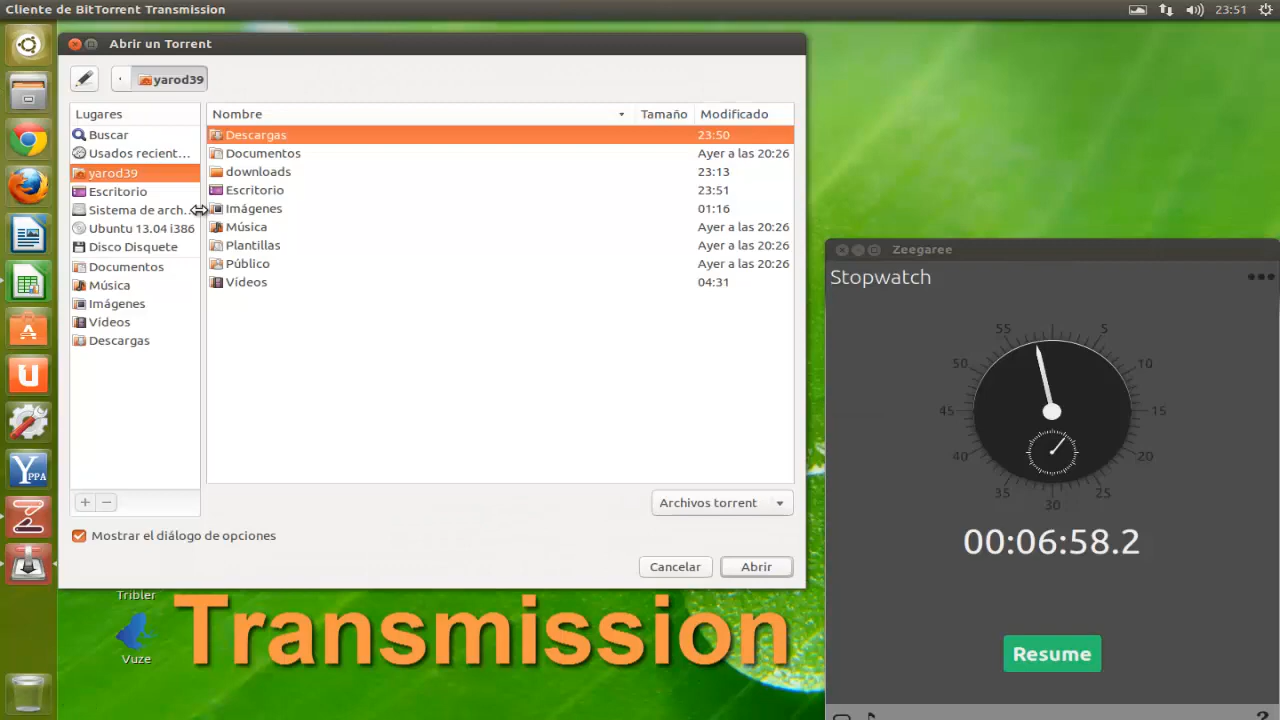 Cliente de BitTorrent Transmission
23:51
Abrir un Torrent
yarod39
Lugares
Buscar
Usados recient...
yarod39
Escritorio
Sistema de arch...
Ubuntu 13.04 i386
Disco Disquete
Documentos
Música
Imágenes
Vídeos
Descargas
Nombre Tamaño Modificado
Descargas 23:50
Documentos Ayer a las 20:26
downloads 23:13
Escritorio 23:51
Imágenes 01:16
Música Ayer a las 20:26
Plantillas Ayer a las 20:26
Público Ayer a las 20:26
Vídeos 04:31
Archivos torrent
Mostrar el diálogo de opciones
Cancelar Abrir
Zeegaree
Stopwatch
55 5
50 10
45 15
40 20
35 25
30
00:06:58.2
Resume
?
YPPA
Tribler
Vuze
Transmission